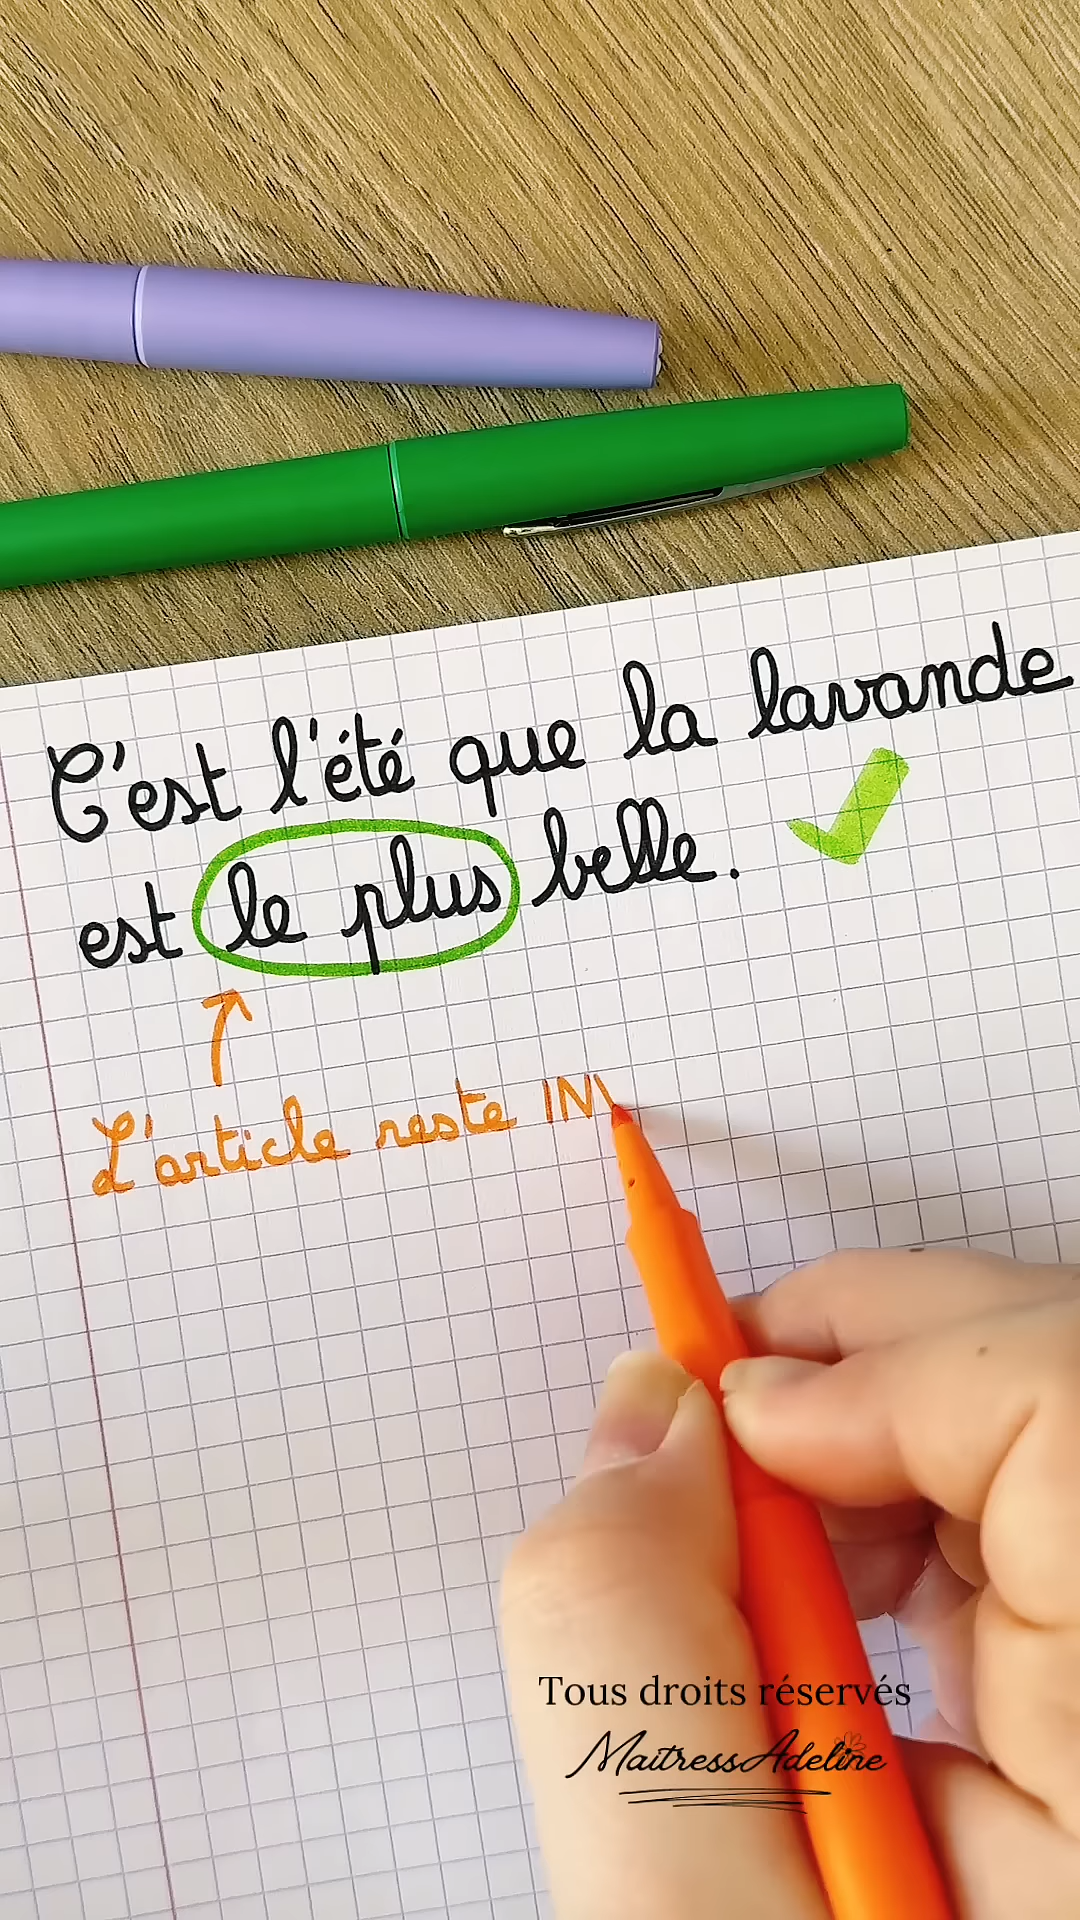 C'est l'été que la lavande
est le plus belle.
L'article reste IN
Tous droits réservés
MaitressAdeline